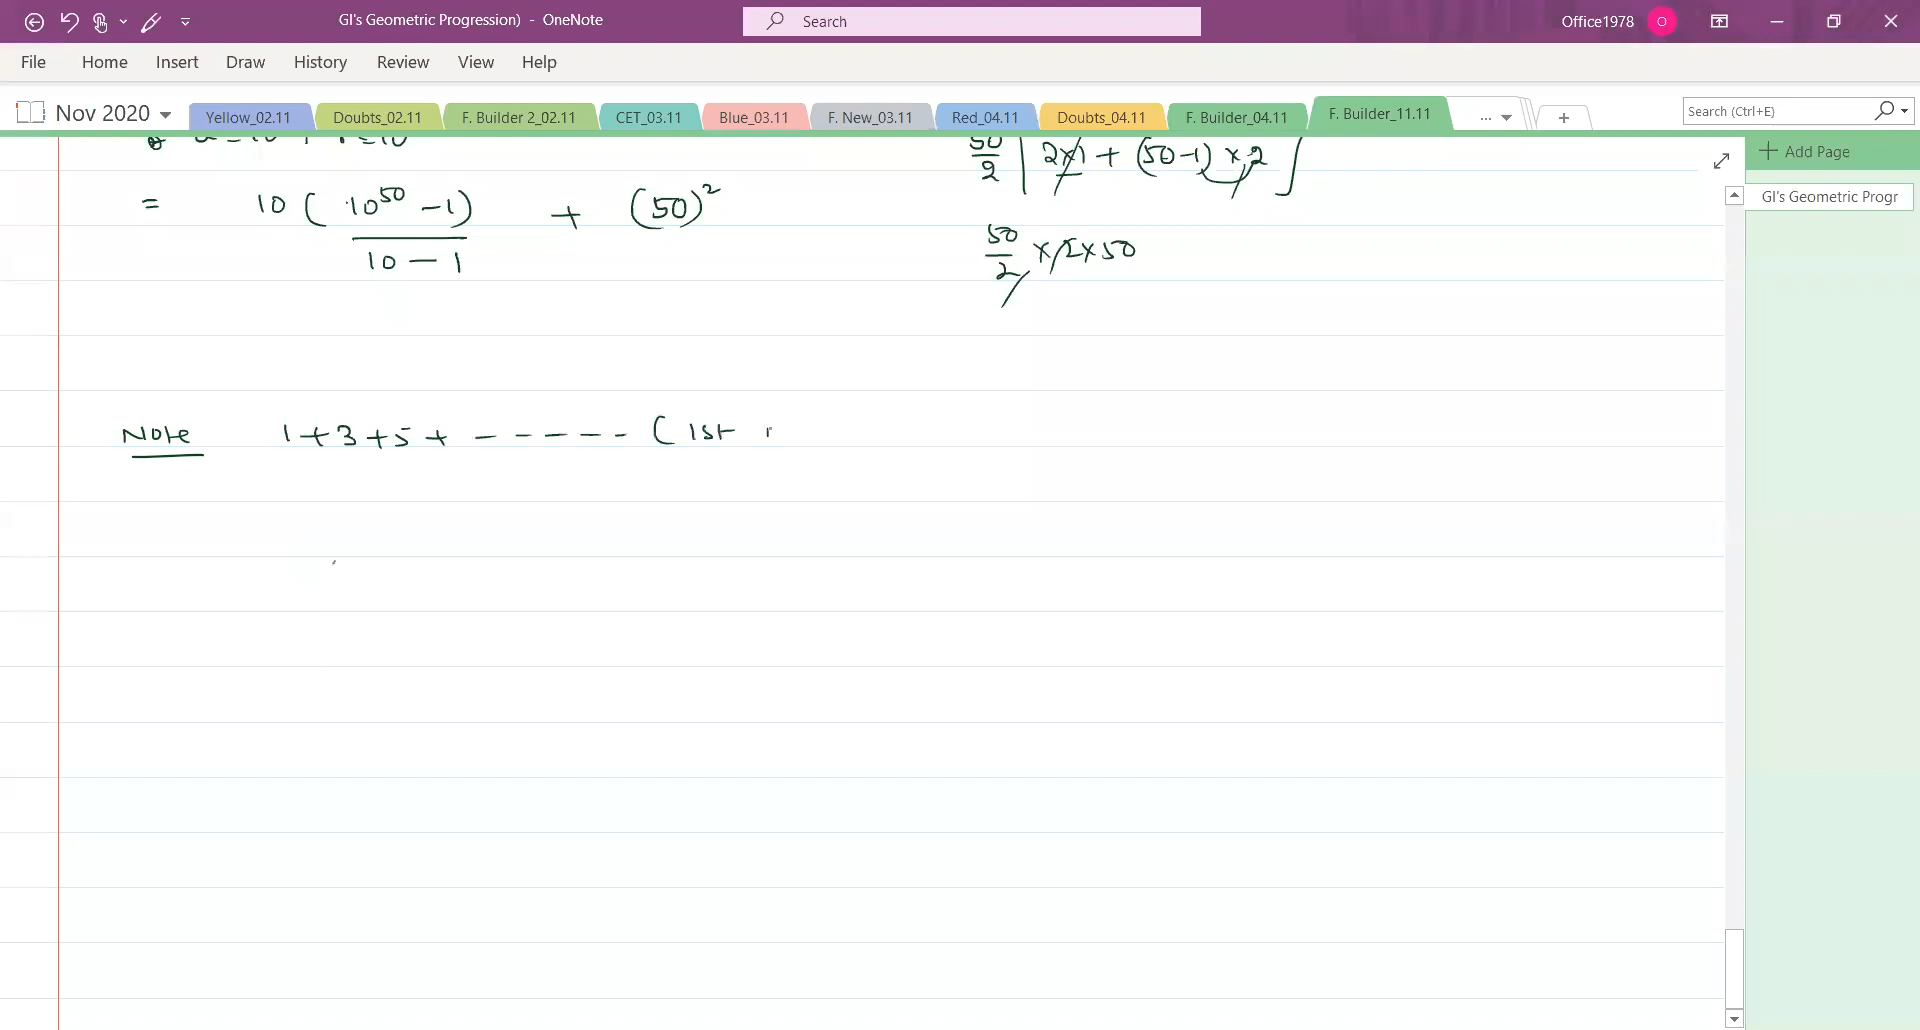 GI's Geometric Progression) - OneNote
Search
Office1978
O
File Home Insert Draw History Review View Help
Nov 2020
Yellow_02.11 Doubts_02.11 F. Builder 2_02.11 CET_03.11 Blue_03.11 F. New_03.11 Red_04.11 Doubts_04.11 F. Builder_04.11 F. Builder_11.11 ... +
Search (Ctrl+E)
Add Page
GI's Geometric Progr
50/2 [ 2×1 + (50-1) × 2 ]
= 10 ( 10^50 - 1 ) / 10 - 1 + (50)^2
50/2 × 2 × 50
Note 1 + 3 + 5 + - - - - - - ( 1st